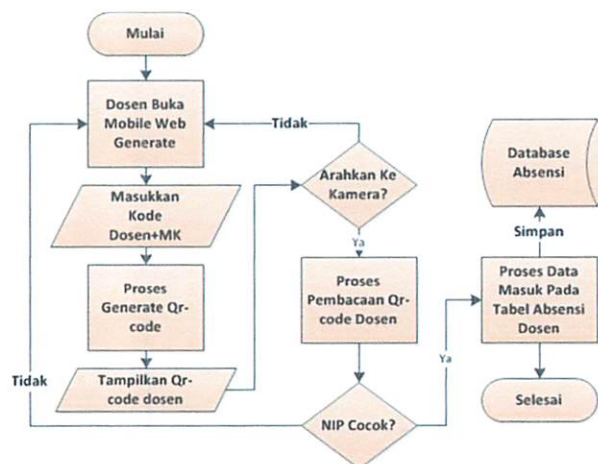 Mulai
Dosen Buka
Mobile Web
Generate
Masukkan
Kode
Dosen+MK
Proses
Generate Qr-
code
Tampilkan Qr-
code dosen
Tidak
Tidak
Arahkan Ke
Kamera?
Ya
Proses
Pembacaan Qr-
code Dosen
NIP Cocok?
Ya
Database
Absensi
Simpan
Proses Data
Masuk Pada
Tabel Absensi
Dosen
Selesai